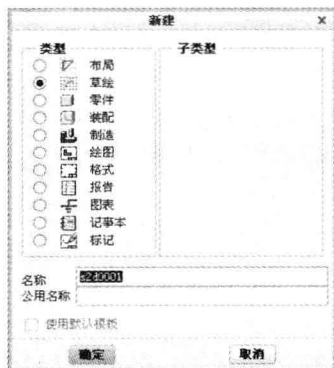 新建
x
类型
布局
草绘
零件
装配
制造
绘图
格式
报告
图表
记事本
标记
子类型
名称
s2d0001
公用名称
使用默认模板
确定
取消